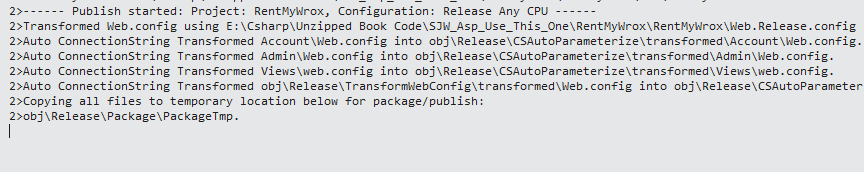 2>------ Publish started: Project: RentMyWrox, Configuration: Release Any CPU ------
2>Transformed Web.config using E:\Csharp\Unzipped Book Code\SJW_Asp_Use_This_One\RentMyWrox\RentMyWrox\Web.Release.config
2>Auto ConnectionString Transformed Account\Web.config into obj\Release\CSAutoParameterize\transformed\Account\Web.config.
2>Auto ConnectionString Transformed Admin\Web.config into obj\Release\CSAutoParameterize\transformed\Admin\Web.config.
2>Auto ConnectionString Transformed Views\web.config into obj\Release\CSAutoParameterize\transformed\Views\web.config.
2>Auto ConnectionString Transformed obj\Release\TransformWebConfig\transformed\Web.config into obj\Release\CSAutoParameter
2>Copying all files to temporary location below for package/publish:
2>obj\Release\Package\PackageTmp.